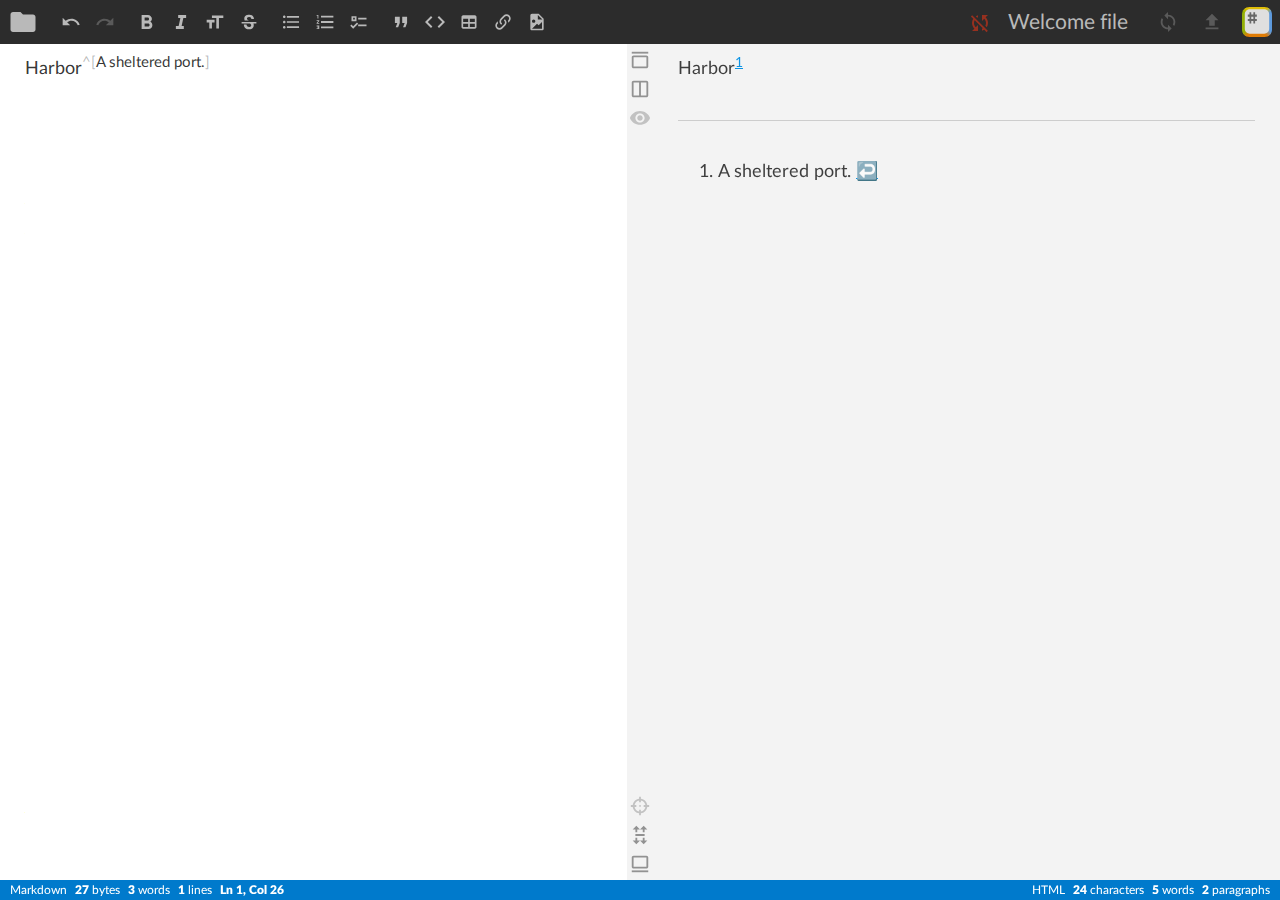 Welcome file
Harbor^[A sheltered port.]
Harbor1
1. A sheltered port. ↩️
Markdown 27 bytes 3 words 1 lines Ln 1, Col 26
HTML 24 characters 5 words 2 paragraphs